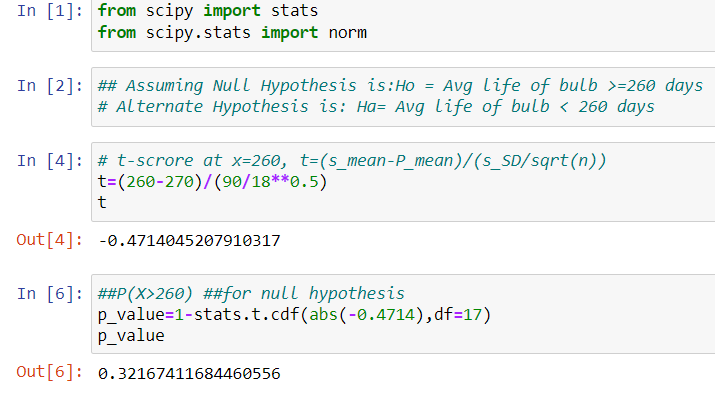 In [1]: from scipy import stats
from scipy.stats import norm
In [2]: ## Assuming Null Hypothesis is:Ho = Avg life of bulb >=260 days
# Alternate Hypothesis is: Ha= Avg life of bulb < 260 days
In [4]: # t-scrore at x=260, t=(s_mean-P_mean)/(s_SD/sqrt(n))
t=(260-270)/(90/18**0.5)
t
Out[4]: -0.4714045207910317
In [6]: ##P(X>260) ##for null hypothesis
p_value=1-stats.t.cdf(abs(-0.4714),df=17)
p_value
Out[6]: 0.32167411684460556